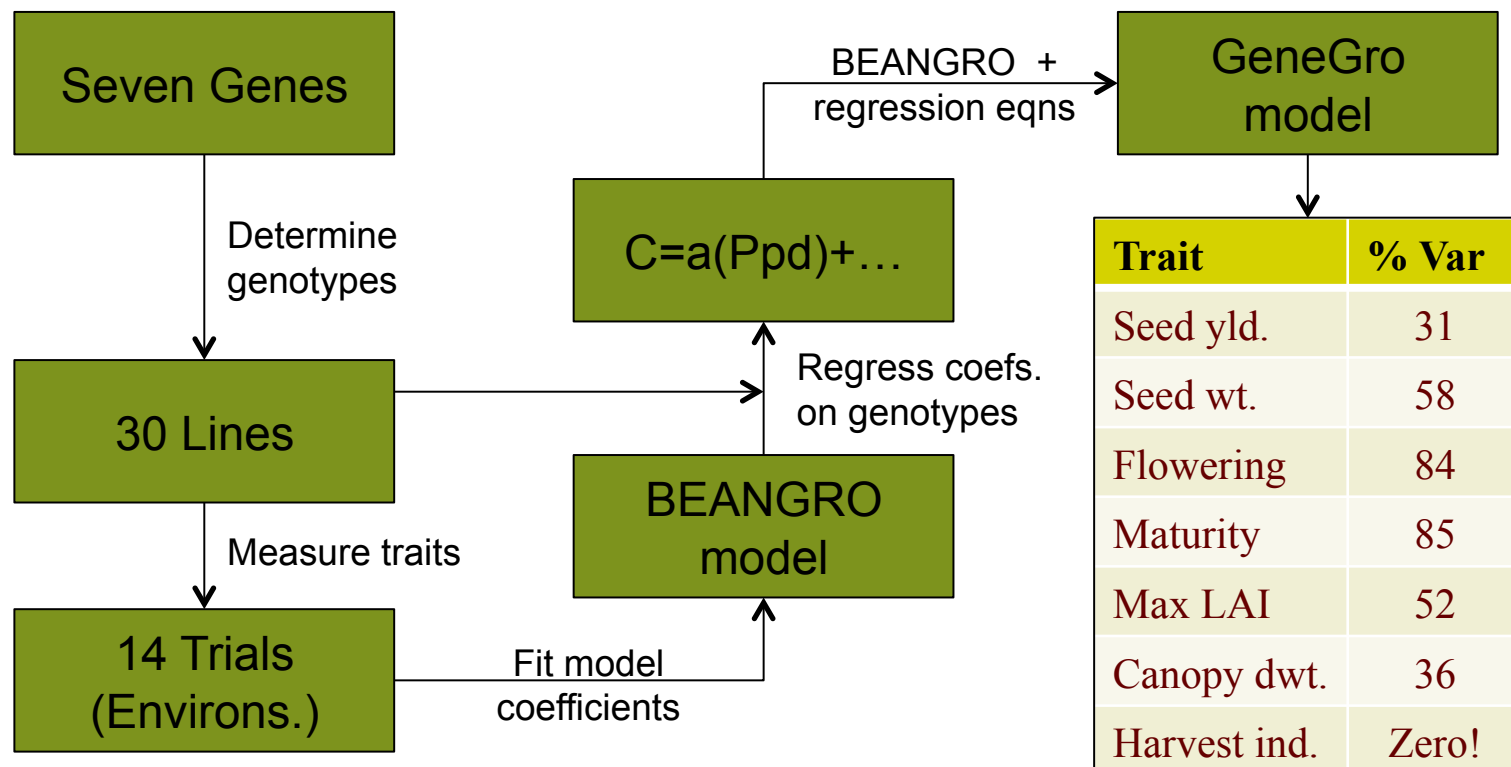 Seven Genes
Determine
genotypes
30 Lines
Measure traits
14 Trials
(Environs.)
Fit model
coefficients
BEANGRO
model
Regress coefs.
on genotypes
C=a(Ppd)+…
BEANGRO +
regression eqns
GeneGro
model
Trait % Var
Seed yld. 31
Seed wt. 58
Flowering 84
Maturity 85
Max LAI 52
Canopy dwt. 36
Harvest ind. Zero!